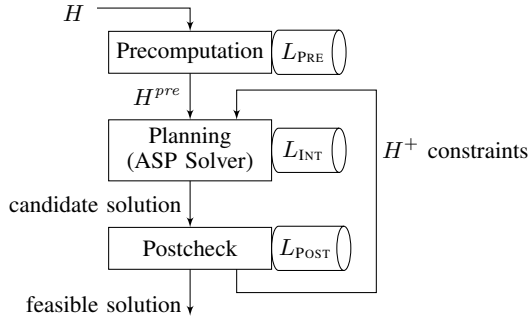 H
Precomputation
L_PRE
H^pre
Planning
(ASP Solver)
L_INT
H^+ constraints
candidate solution
Postcheck
L_POST
feasible solution